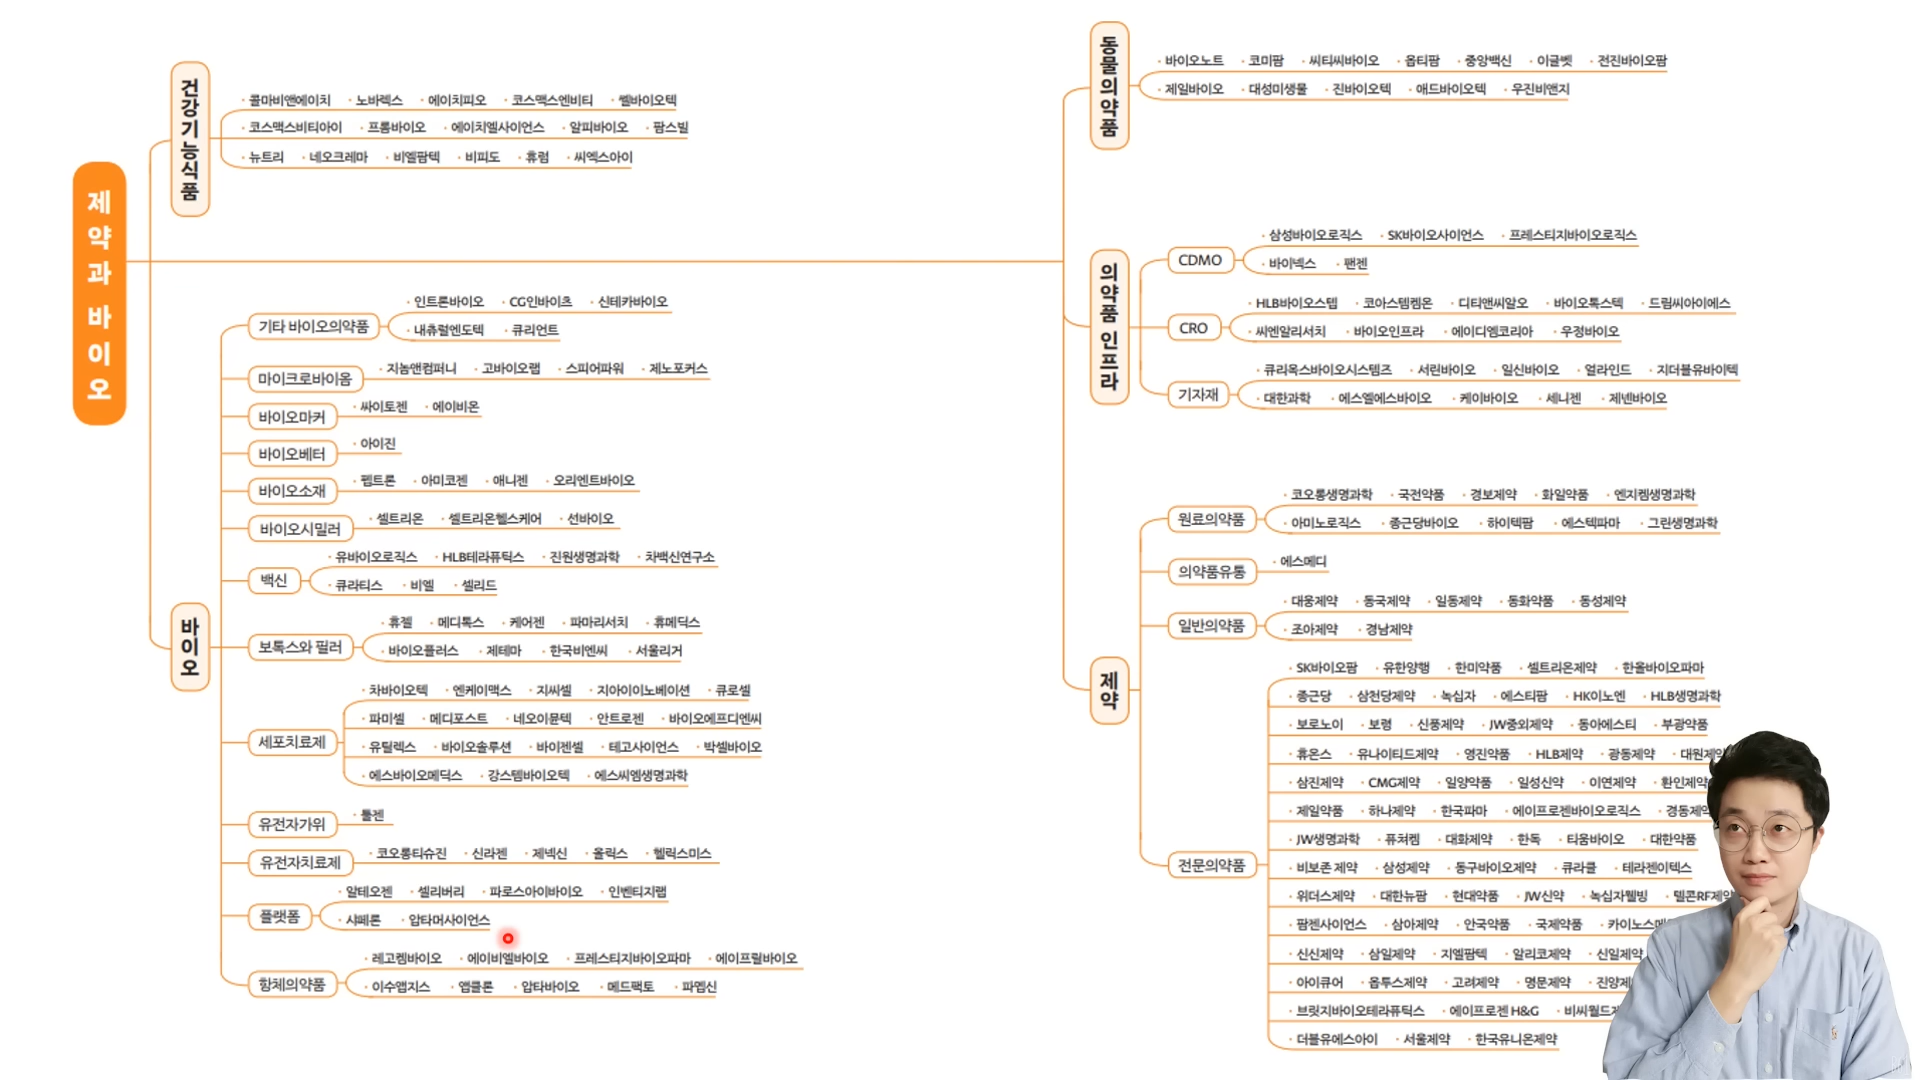 제약과 바이오
건강기능식품
· 콜마비앤에이치 · 노바렉스 · 에이치피오 · 코스맥스엔비티 · 쎌바이오텍
· 코스맥스비티아이 · 프롬바이오 · 에이치엘사이언스 · 알피바이오 · 팜스빌
· 뉴트리 · 네오크레마 · 비엘팜텍 · 비피도 · 휴럼 · 씨엑스아이
바이오
기타 바이오의약품
· 인트론바이오 · CG인바이츠 · 신테카바이오
· 내츄럴엔도텍 · 큐리언트
마이크로바이옴
· 지놈앤컴퍼니 · 고바이오랩 · 스피어파워 · 제노포커스
바이오마커
· 싸이토젠 · 에이비온
바이오베터
· 아이진
바이오소재
· 펩트론 · 아미코젠 · 애니젠 · 오리엔트바이오
바이오시밀러
· 셀트리온 · 셀트리온헬스케어 · 선바이오
백신
· 유바이오로직스 · HLB테라퓨틱스 · 진원생명과학 · 차백신연구소
· 큐라티스 · 비엘 · 셀리드
보톡스와 필러
· 휴젤 · 메디톡스 · 케어젠 · 파마리서치 · 휴메딕스
· 바이오플러스 · 제테마 · 한국비엔씨 · 서울리거
세포치료제
· 차바이오텍 · 엔케이맥스 · 지씨셀 · 지아이이노베이션 · 큐로셀
· 파미셀 · 메디포스트 · 네오이뮨텍 · 안트로젠 · 바이오에프디엔씨
· 유틸렉스 · 바이오솔루션 · 바이젠셀 · 테고사이언스 · 박셀바이오
· 에스바이오메딕스 · 강스템바이오텍 · 에스씨엠생명과학
유전자가위
· 툴젠
유전자치료제
· 코오롱티슈진 · 신라젠 · 제넥신 · 올릭스 · 헬릭스미스
플랫폼
· 알테오젠 · 셀리버리 · 파로스아이바이오 · 인벤티지랩
· 샤페론 · 압타머사이언스
항체의약품
· 레고켐바이오 · 에이비엘바이오 · 프레스티지바이오파마 · 에이프릴바이오
· 이수앱지스 · 앱클론 · 압타바이오 · 메드팩토 · 파멥신
동물의약품
· 바이오노트 · 코미팜 · 씨티씨바이오 · 옵티팜 · 중앙백신 · 이글벳 · 전진바이오팜
· 제일바이오 · 대성미생물 · 진바이오텍 · 애드바이오텍 · 우진비앤지
의약품 인프라
CDMO
· 삼성바이오로직스 · SK바이오사이언스 · 프레스티지바이오로직스
· 바이넥스 · 팬젠
CRO
· HLB바이오스텝 · 코아스템켐온 · 디티앤씨알오 · 바이오톡스텍 · 드림씨아이에스
· 씨엔알리서치 · 바이오인프라 · 에이디엠코리아 · 우정바이오
기자재
· 큐리옥스바이오시스템즈 · 서린바이오 · 일신바이오 · 얼라인드 · 지더블유바이텍
· 대한과학 · 에스엘에스바이오 · 케이바이오 · 세니젠 · 제넨바이오
제약
원료의약품
· 코오롱생명과학 · 국전약품 · 경보제약 · 화일약품 · 엔지켐생명과학
· 아미노로직스 · 종근당바이오 · 하이텍팜 · 에스텍파마 · 그린생명과학
의약품유통
· 에스메디
일반의약품
· 대웅제약 · 동국제약 · 일동제약 · 동화약품 · 동성제약
· 조아제약 · 경남제약
전문의약품
· SK바이오팜 · 유한양행 · 한미약품 · 셀트리온제약 · 한올바이오파마
· 종근당 · 삼천당제약 · 녹십자 · 에스티팜 · HK이노엔 · HLB생명과학
· 보로노이 · 보령 · 신풍제약 · JW중외제약 · 동아에스티 · 부광약품
· 휴온스 · 유나이티드제약 · 영진약품 · HLB제약 · 광동제약 · 대원제약
· 삼진제약 · CMG제약 · 일양약품 · 일성신약 · 이연제약 · 환인제약
· 제일약품 · 하나제약 · 한국파마 · 에이프로젠바이오로직스 · 경동제약
· JW생명과학 · 퓨쳐켐 · 대화제약 · 한독 · 티움바이오 · 대한약품
· 비보존 제약 · 삼성제약 · 동구바이오제약 · 큐라클 · 테라젠이텍스
· 위더스제약 · 대한뉴팜 · 현대약품 · JW신약 · 녹십자웰빙 · 텔콘RF제약
· 팜젠사이언스 · 삼아제약 · 안국약품 · 국제약품 · 카이노스메
· 신신제약 · 삼일제약 · 지엘팜텍 · 알리코제약 · 신일제약
· 아이큐어 · 옵투스제약 · 고려제약 · 명문제약 · 진양제
· 브릿지바이오테라퓨틱스 · 에이프로젠 H&G · 비씨월드
· 더블유에스아이 · 서울제약 · 한국유니온제약